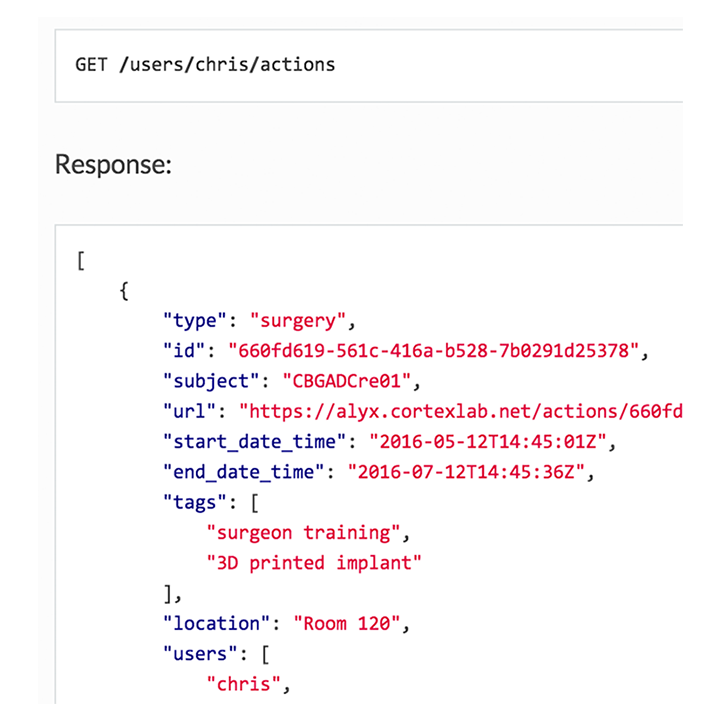 GET /users/chris/actions
Response:
[
{
"type": "surgery",
"id": "660fd619-561c-416a-b528-7b0291d25378",
"subject": "CBGADCre01",
"url": "https://alyx.cortexlab.net/actions/660fd
"start_date_time": "2016-05-12T14:45:01Z",
"end_date_time": "2016-07-12T14:45:36Z",
"tags": [
"surgeon training",
"3D printed implant"
],
"location": "Room 120",
"users": [
"chris",